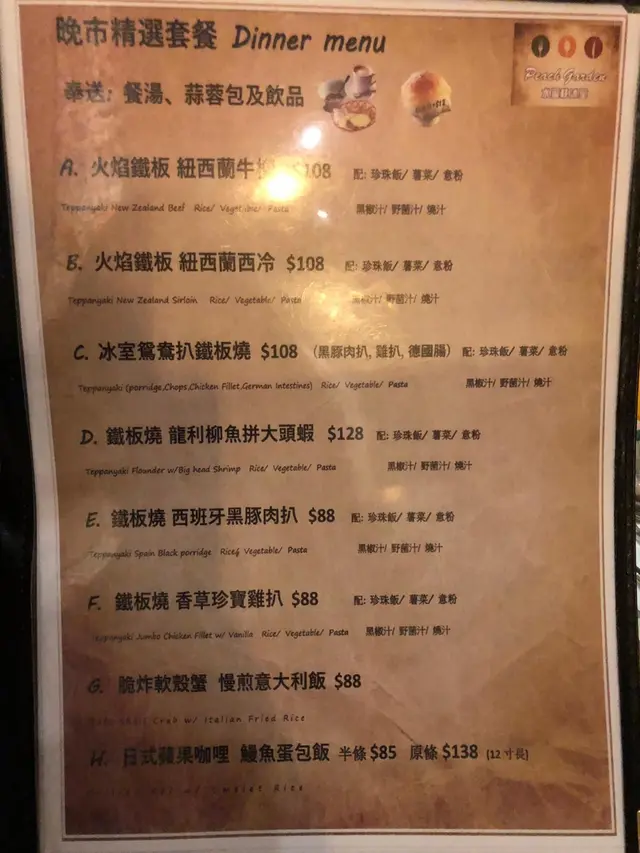 晚市精選套餐 Dinner menu
Peach Garden
奉送: 餐湯、蒜蓉包及飲品
A. 火焰鐵板 紐西蘭牛 $108 配: 珍珠飯/ 薯菜/ 意粉
Teppanyaki New Zealand Beef Rice/ Vegetable/ Pasta 黑椒汁/ 野菌汁/ 燒汁
B. 火焰鐵板 紐西蘭西冷 $108 配: 珍珠飯/ 薯菜/ 意粉
Teppanyaki New Zealand Sirloin Rice/ Vegetable/ Pasta 黑椒汁/ 野菌汁/ 燒汁
C. 冰室鴛鴦扒鐵板燒 $108 (黑豚肉扒, 雞扒, 德國腸) 配: 珍珠飯/ 薯菜/ 意粉
Teppanyaki (porridge,Chops,Chicken Fillet,German Intestines) Rice/ Vegetable/ Pasta 黑椒汁/ 野菌汁/ 燒汁
D. 鐵板燒 龍利柳魚拼大頭蝦 $128 配: 珍珠飯/ 薯菜/ 意粉
Teppanyaki Flounder w/Big head Shrimp Rice/ Vegetable/ Pasta 黑椒汁/ 野菌汁/ 燒汁
E. 鐵板燒 西班牙黑豚肉扒 $88 配: 珍珠飯/ 薯菜/ 意粉
Teppanyaki Spain Black porridge Rice/ Vegetable/ Pasta 黑椒汁/ 野菌汁/ 燒汁
F. 鐵板燒 香草珍寶雞扒 $88 配: 珍珠飯/ 薯菜/ 意粉
Teppanyaki Jumbo Chicken Fillet w/ Vanilla Rice/ Vegetable/ Pasta 黑椒汁/ 野菌汁/ 燒汁
G. 脆炸軟殼蟹 慢煎意大利飯 $88
Crab w/ Italian Fried Rice
H. 日式蘋果咖哩 鰻魚蛋包飯 半條 $85 原條 $138 (12 寸長)
Rice